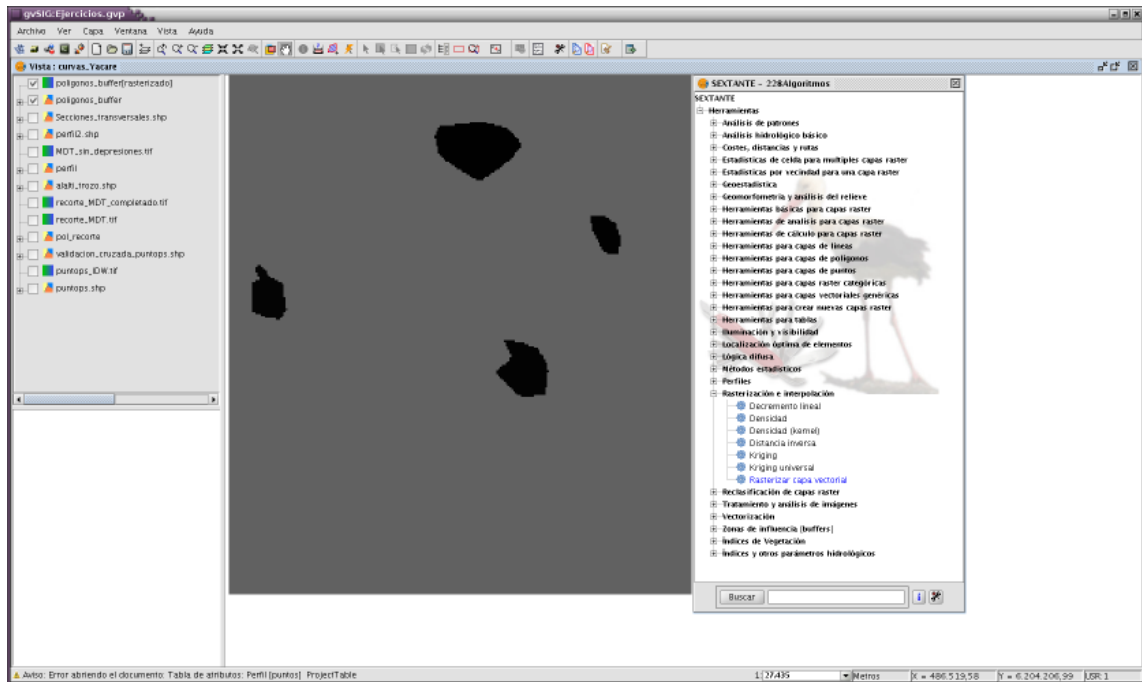 gvSIG:Ejercicios.gvp
Archivo Ver Capa Ventana Vista Ayuda
Vista : curvas_Yacare
poligonos_buffer[rasterizado]
poligonos_buffer
Secciones_transversales.shp
perfil2.shp
MDT_sin_depresiones.tif
perfil
alalti_trozo.shp
recorte_MDT_completado.tif
recorte_MDT.tif
pol_recorte
validacion_cruzada_puntops.shp
puntops_IDW.tif
puntops.shp
SEXTANTE - 228Algoritmos
SEXTANTE
Herramientas
Análisis de patrones
Análisis hidrológico básico
Costes, distancias y rutas
Estadísticas de celda para multiples capas raster
Estadísticas por vecindad para una capa raster
Geoestadística
Geomorfometría y análisis del relieve
Herramientas básicas para capas raster
Herramientas de analisis para capas raster
Herramientas de cálculo para capas raster
Herramientas para capas de líneas
Herramientas para capas de polígonos
Herramientas para capas de puntos
Herramientas para capas raster categóricas
Herramientas para capas vectoriales genéricas
Herramientas para crear nuevas capas raster
Herramientas para tablas
Iluminación y visibilidad
Localización óptima de elementos
Lógica difusa
Métodos estadísticos
Perfiles
Rasterización e interpolación
Decremento lineal
Densidad
Densidad (kernel)
Distancia inversa
Kriging
Kriging universal
Rasterizar capa vectorial
Reclasificación de capas raster
Tratamiento y análisis de imágenes
Vectorización
Zonas de influencia (buffers)
Índices de Vegetación
Índices y otros parámetros hidrológicos
Buscar
Aviso: Error abriendo el documento: Tabla de atributos: Perfil [puntos] ProjectTable
1: 27.435 Metros X = 486.519,58 Y = 6.204.206,99 USR:1